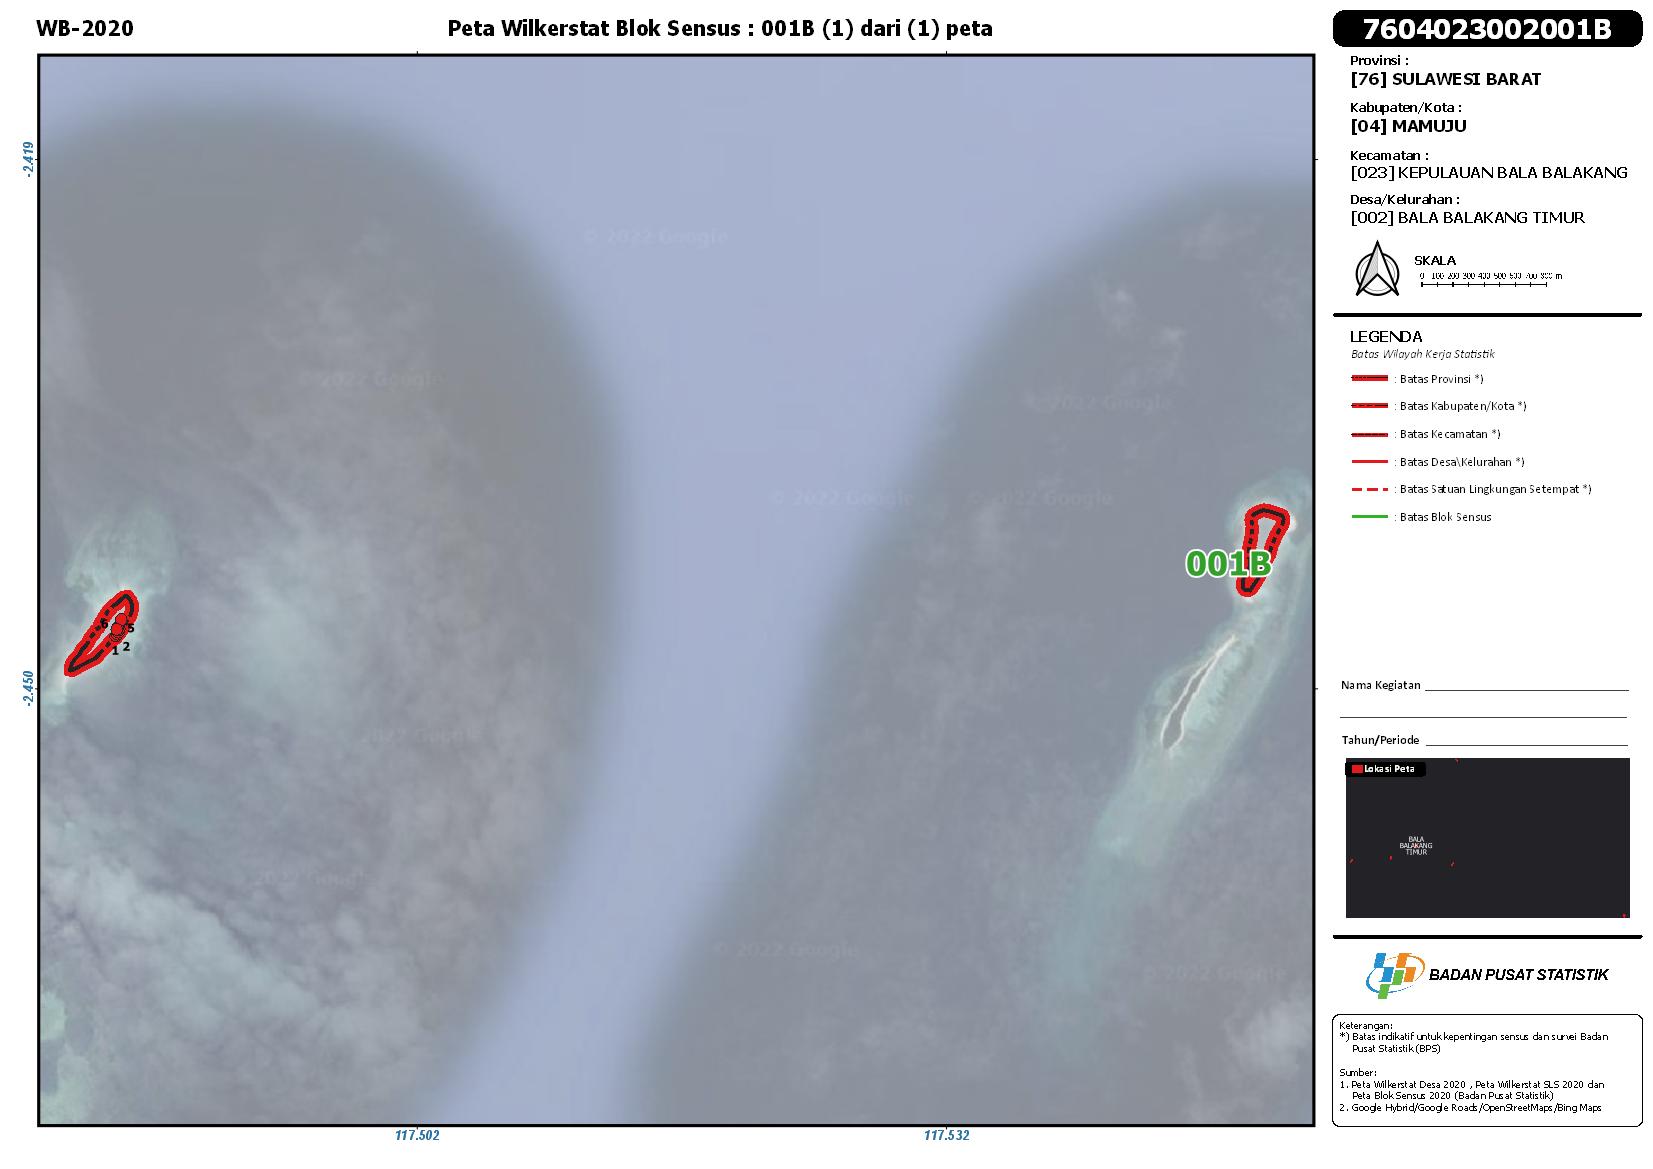 WB-2020
Peta Wilkerstat Blok Sensus : 001B (1) dari (1) peta
7604023002001B
Provinsi :
[76] SULAWESI BARAT
Kabupaten/Kota :
[04] MAMUJU
Kecamatan :
[023] KEPULAUAN BALA BALAKANG
Desa/Kelurahan :
[002] BALA BALAKANG TIMUR
SKALA
0 100 200 300 400 500 600 700 800 m
LEGENDA
Batas Wilayah Kerja Statistik
: Batas Provinsi *)
: Batas Kabupaten/Kota *)
: Batas Kecamatan *)
: Batas Desa\Kelurahan *)
: Batas Satuan Lingkungan Setempat *)
: Batas Blok Sensus
-2.419
-2.450
© 2022 Google
© 2022 Google
© 2022 Google
© 2022 Google
© 2022 Google
2022 Google
2022 Google
© 2022 Google
2022 Google
001B
6
5
1 2
117.502
117.532
Nama Kegiatan
Tahun/Periode
Lokasi Peta
BALA
BALAKANG
TIMUR
BADAN PUSAT STATISTIK
Keterangan:
*) Batas indikatif untuk kepentingan sensus dan survei Badan
Pusat Statistik (BPS)
Sumber:
1. Peta Wilkerstat Desa 2020 , Peta Wilkerstat SLS 2020 dan
Peta Blok Sensus 2020 (Badan Pusat Statistik)
2. Google Hybrid/Google Roads/OpenStreetMaps/Bing Maps